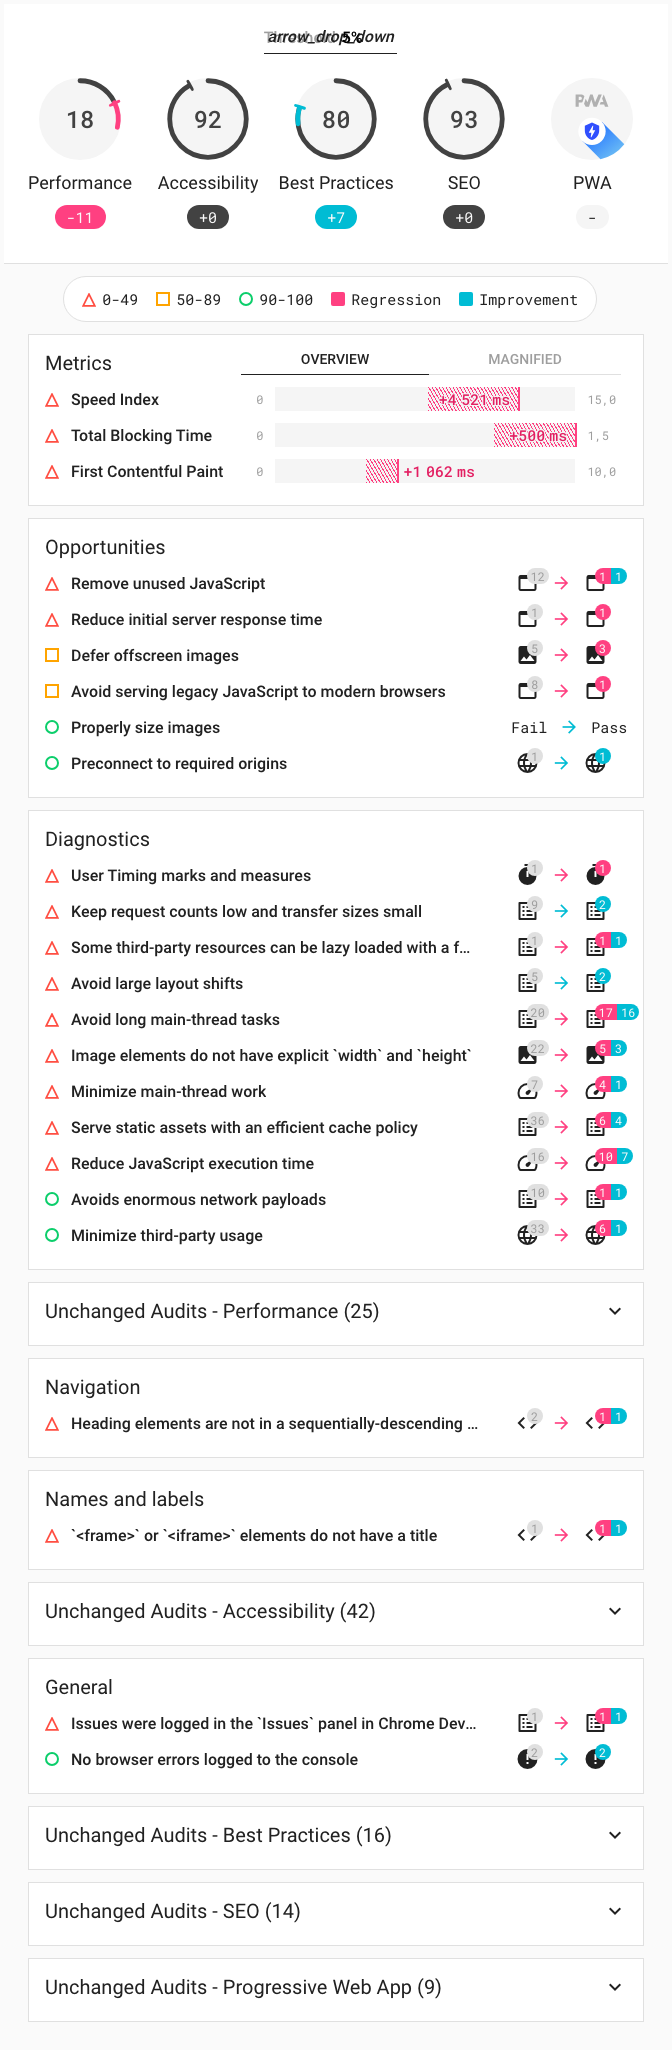 Threshold 5%
arrow_drop_down
18
92
80
93
PWA
Performance Accessibility Best Practices SEO PWA
-11 +0 +7 +0 -
0-49 50-89 90-100 Regression Improvement
Metrics OVERVIEW MAGNIFIED
Speed Index 0 +4 521 ms 15,0
Total Blocking Time 0 +500 ms 1,5
First Contentful Paint 0 +1 062 ms 10,0
Opportunities
Remove unused JavaScript 12 1 1
Reduce initial server response time 1 1
Defer offscreen images 5 3
Avoid serving legacy JavaScript to modern browsers 8 1
Properly size images Fail Pass
Preconnect to required origins 1 1
Diagnostics
User Timing marks and measures 1 1
Keep request counts low and transfer sizes small 9 2
Some third-party resources can be lazy loaded with a f... 1 1 1
Avoid large layout shifts 5 2
Avoid long main-thread tasks 20 17 16
Image elements do not have explicit `width` and `height` 22 5 3
Minimize main-thread work 7 4 1
Serve static assets with an efficient cache policy 36 6 4
Reduce JavaScript execution time 16 10 7
Avoids enormous network payloads 10 1 1
Minimize third-party usage 33 6 1
Unchanged Audits - Performance (25)
Navigation
Heading elements are not in a sequentially-descending ... 2 1 1
Names and labels
`<frame>` or `<iframe>` elements do not have a title 1 1 1
Unchanged Audits - Accessibility (42)
General
Issues were logged in the `Issues` panel in Chrome Dev... 1 1 1
No browser errors logged to the console 2 2
Unchanged Audits - Best Practices (16)
Unchanged Audits - SEO (14)
Unchanged Audits - Progressive Web App (9)